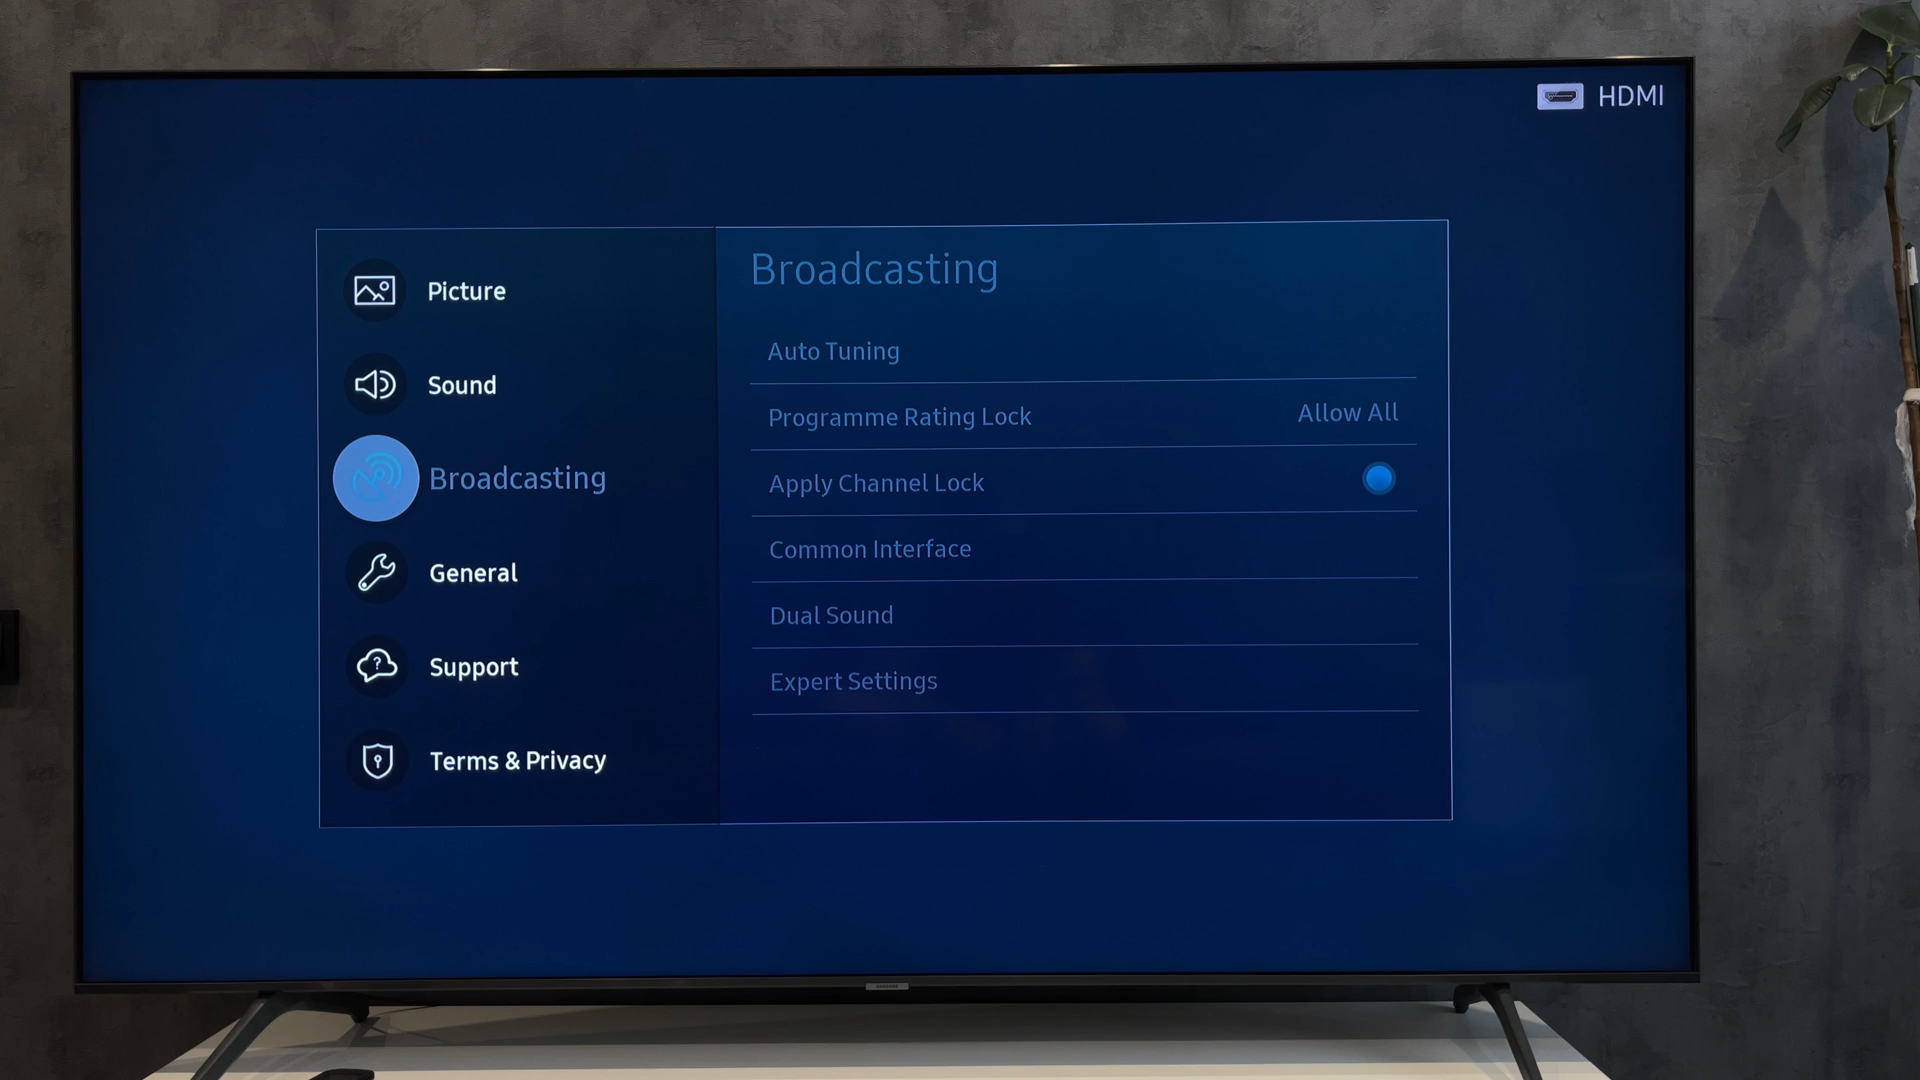 HDMI
Picture
Sound
Broadcasting
General
Support
Terms & Privacy
Broadcasting
Auto Tuning
Programme Rating Lock Allow All
Apply Channel Lock
Common Interface
Dual Sound
Expert Settings
SAMSUNG